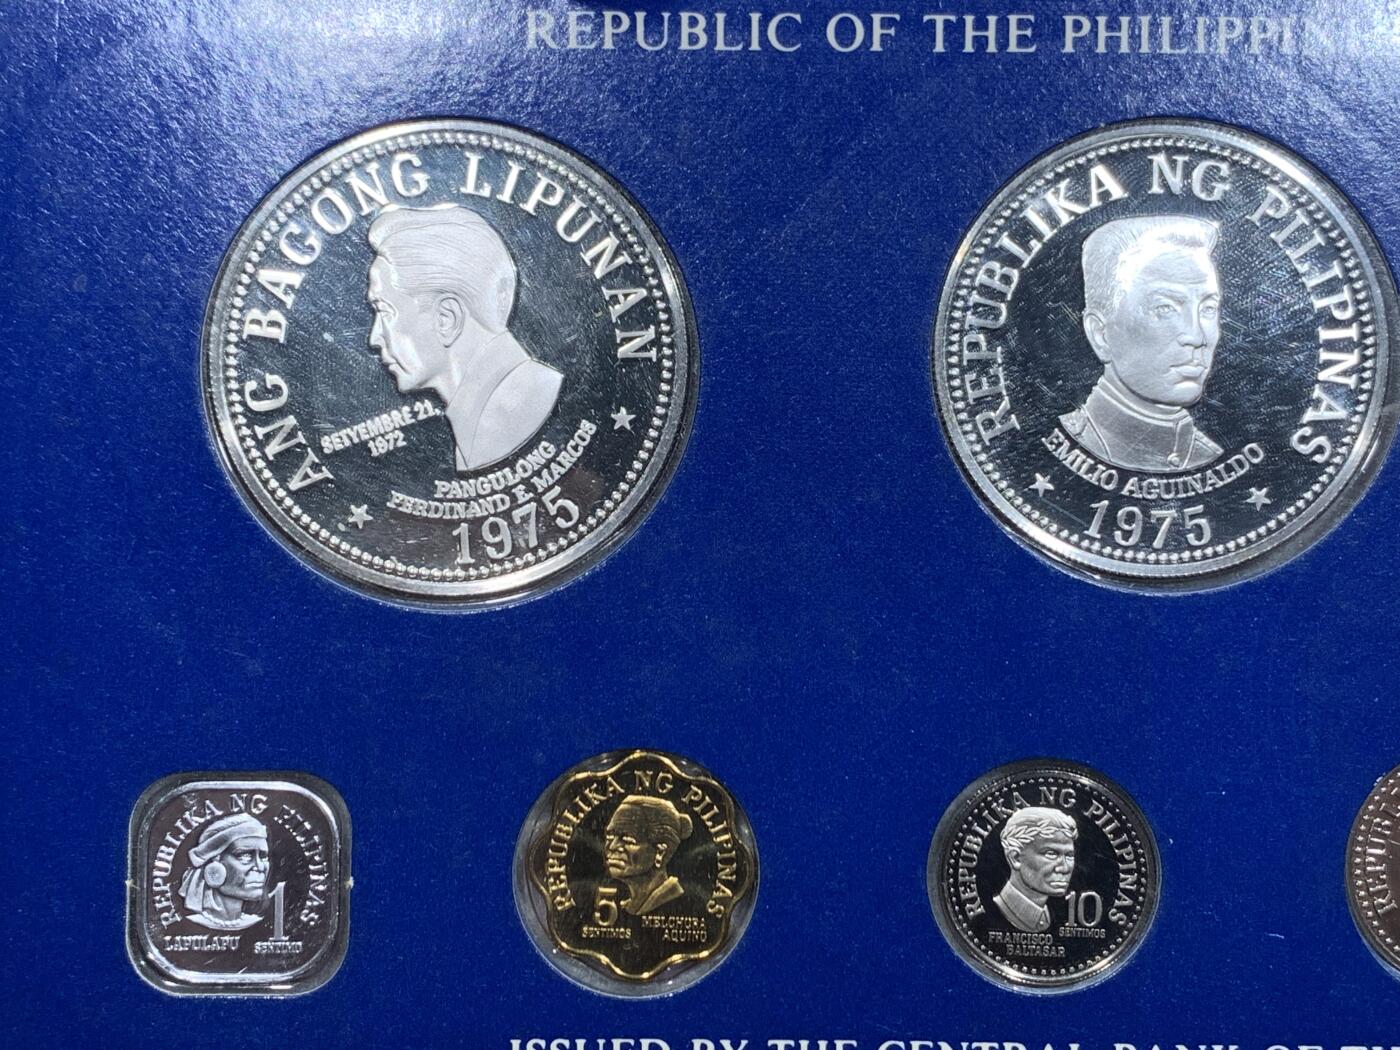 REPUBLIC OF THE PHILIPPIN
ANG BAGONG LIPUNAN
SETYEMBRE 21,
1972
PANGULONG
FERDINAND E. MARCOS
1975
REPUBLIKA NG PILIPINAS
EMILIO AGUINALDO
1975
REPUBLIKA NG PILIPINAS
LAPULAPU
1
SENTIMO
REPUBLIKA NG PILIPINAS
5
SENTIMOS
MELCHORA
AQUINO
REPUBLIKA NG PILIPINAS
10
SENTIMOS
FRANCISCO
BALTASAR
ISSUED BY THE CENTRAL BANK OF